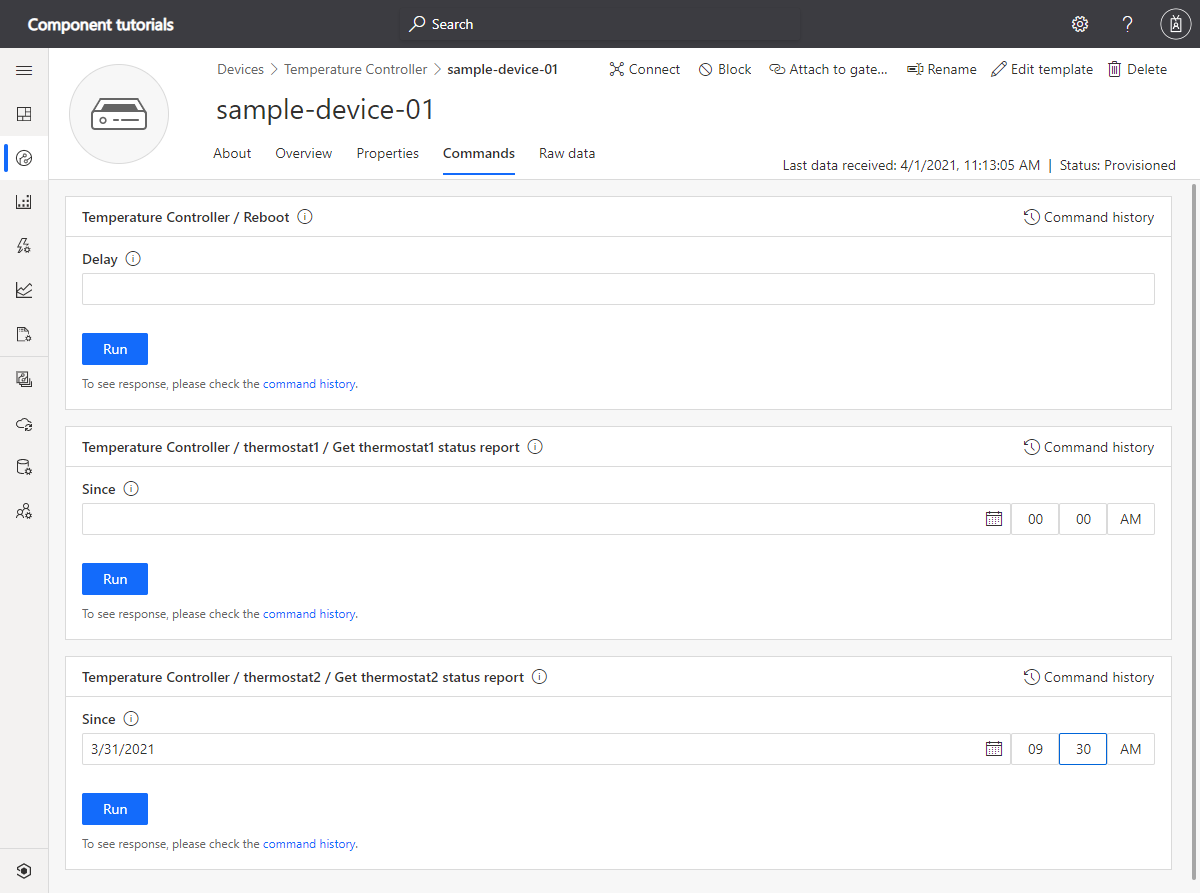 Component tutorials
Search
?
Devices > Temperature Controller > sample-device-01
Connect
Block
Attach to gate...
Rename
Edit template
Delete
sample-device-01
About
Overview
Properties
Commands
Raw data
Last data received: 4/1/2021, 11:13:05 AM | Status: Provisioned
Temperature Controller / Reboot
Command history
Delay
Run
To see response, please check the command history.
Temperature Controller / thermostat1 / Get thermostat1 status report
Command history
Since
00
00
AM
Run
To see response, please check the command history.
Temperature Controller / thermostat2 / Get thermostat2 status report
Command history
Since
3/31/2021
09
30
AM
Run
To see response, please check the command history.